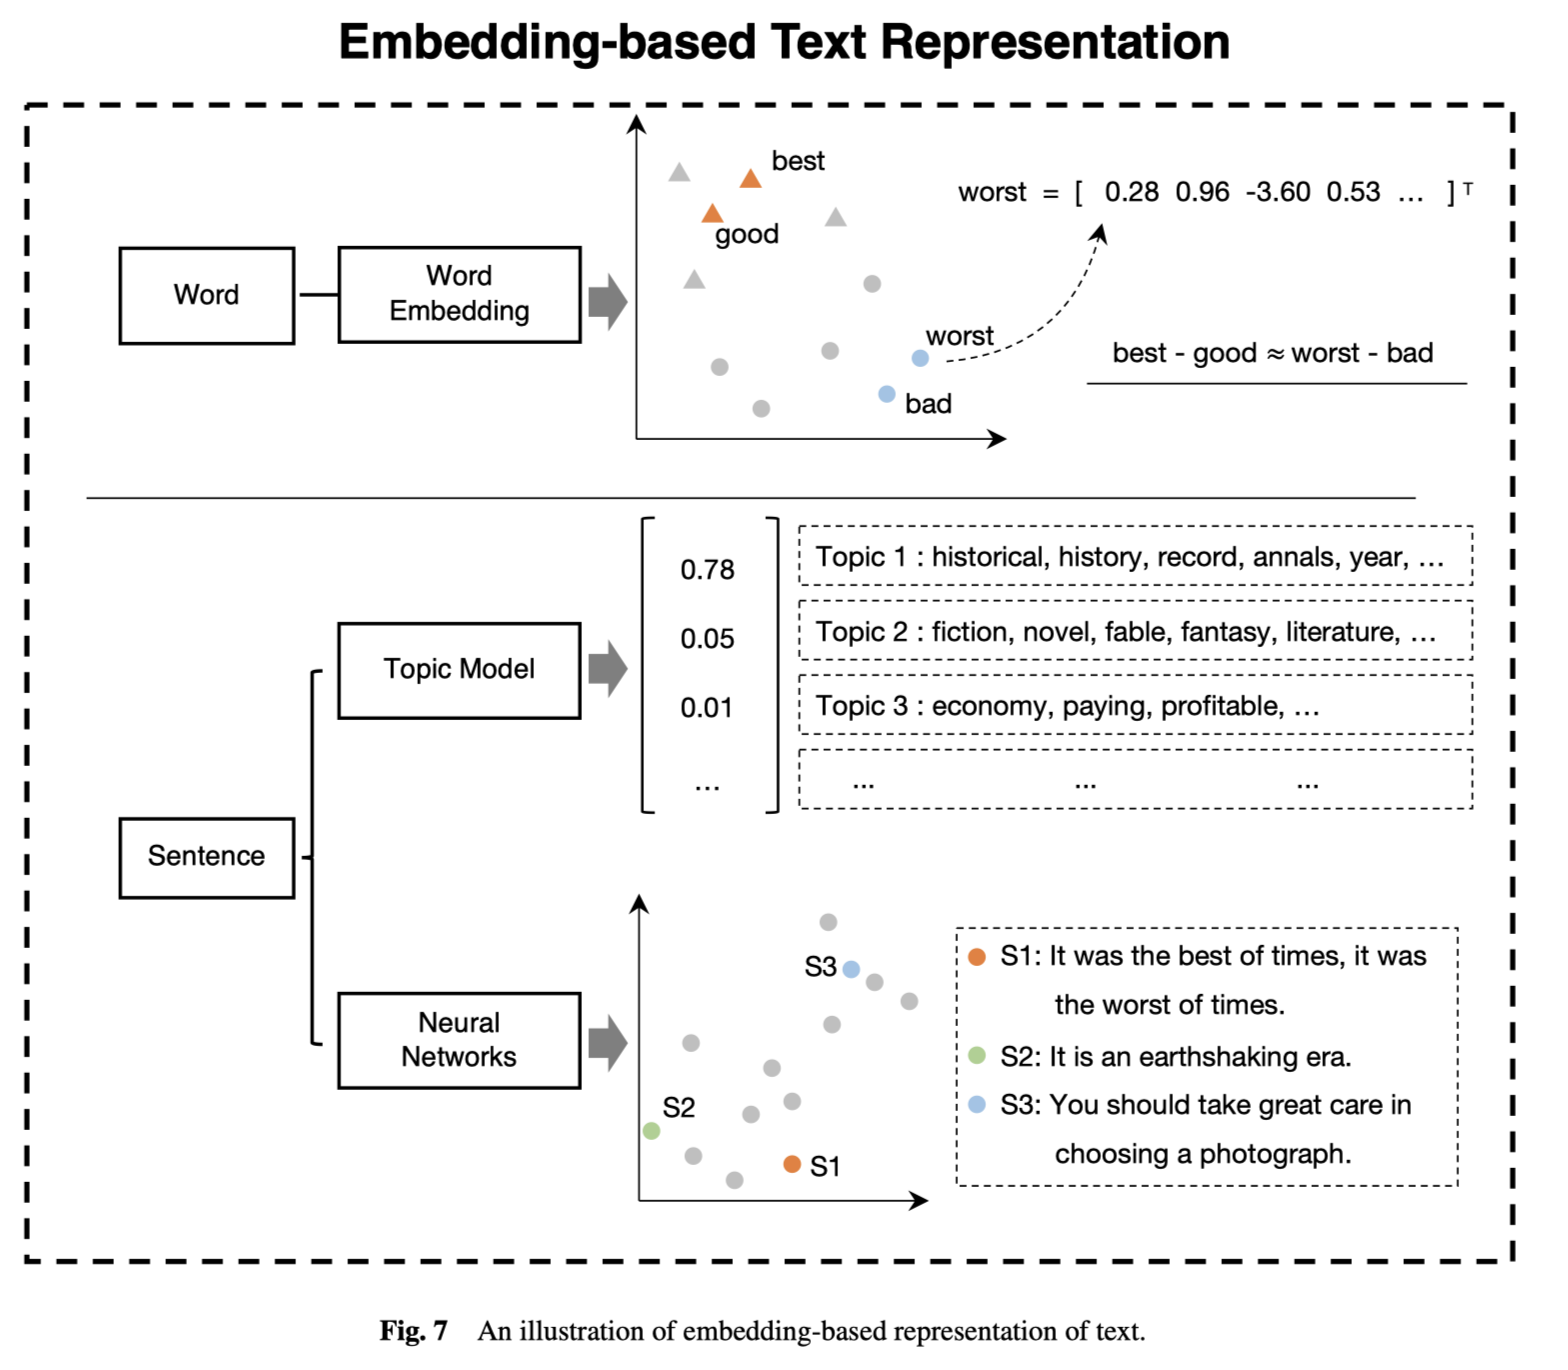 Embedding-based Text Representation
Word
Word
Embedding
best
good
worst
bad
worst = [ 0.28 0.96 -3.60 0.53 ... ] T
best - good ≈ worst - bad
Sentence
Topic Model
0.78
0.05
0.01
...
Topic 1 : historical, history, record, annals, year, ...
Topic 2 : fiction, novel, fable, fantasy, literature, ...
Topic 3 : economy, paying, profitable, ...
... ... ...
Neural
Networks
S3
S2
S1
S1: It was the best of times, it was
the worst of times.
S2: It is an earthshaking era.
S3: You should take great care in
choosing a photograph.
Fig. 7 An illustration of embedding-based representation of text.